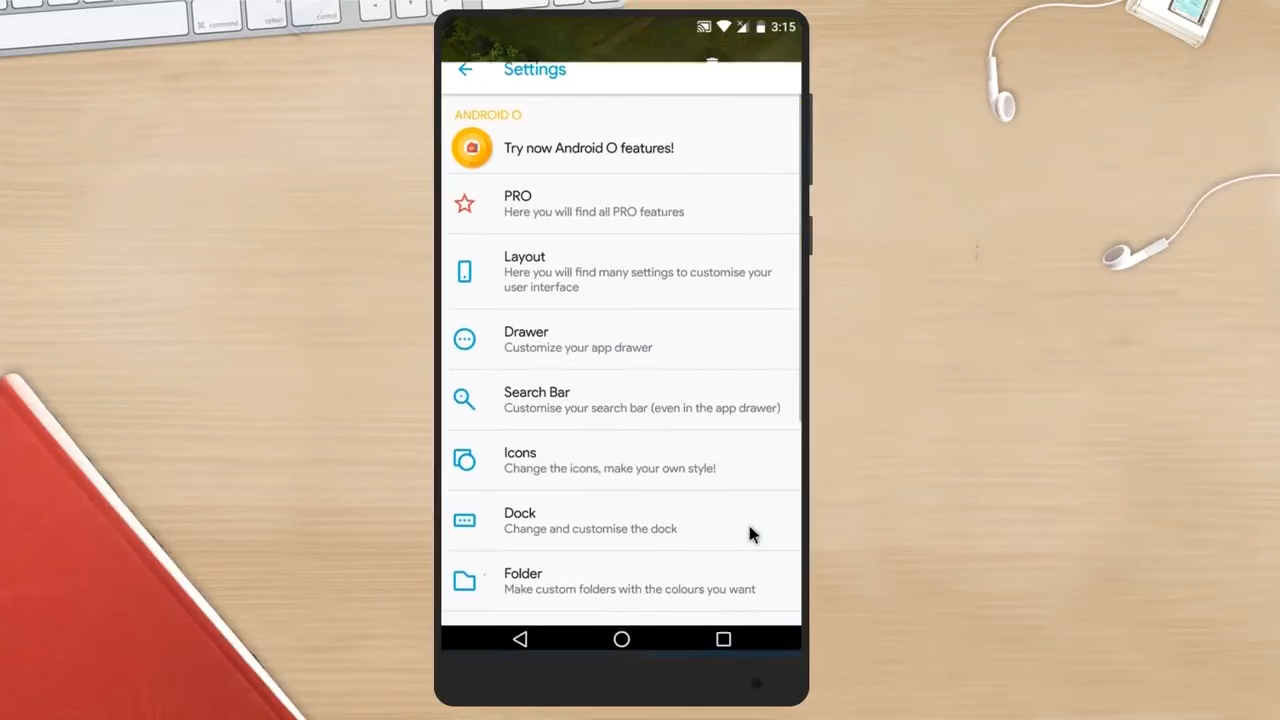 command
option
control
3:15
Settings
ANDROID O
Try now Android O features!
PRO
Here you will find all PRO features
Layout
Here you will find many settings to customise your
user interface
Drawer
Customize your app drawer
Search Bar
Customise your search bar (even in the app drawer)
Icons
Change the icons, make your own style!
Dock
Change and customise the dock
Folder
Make custom folders with the colours you want